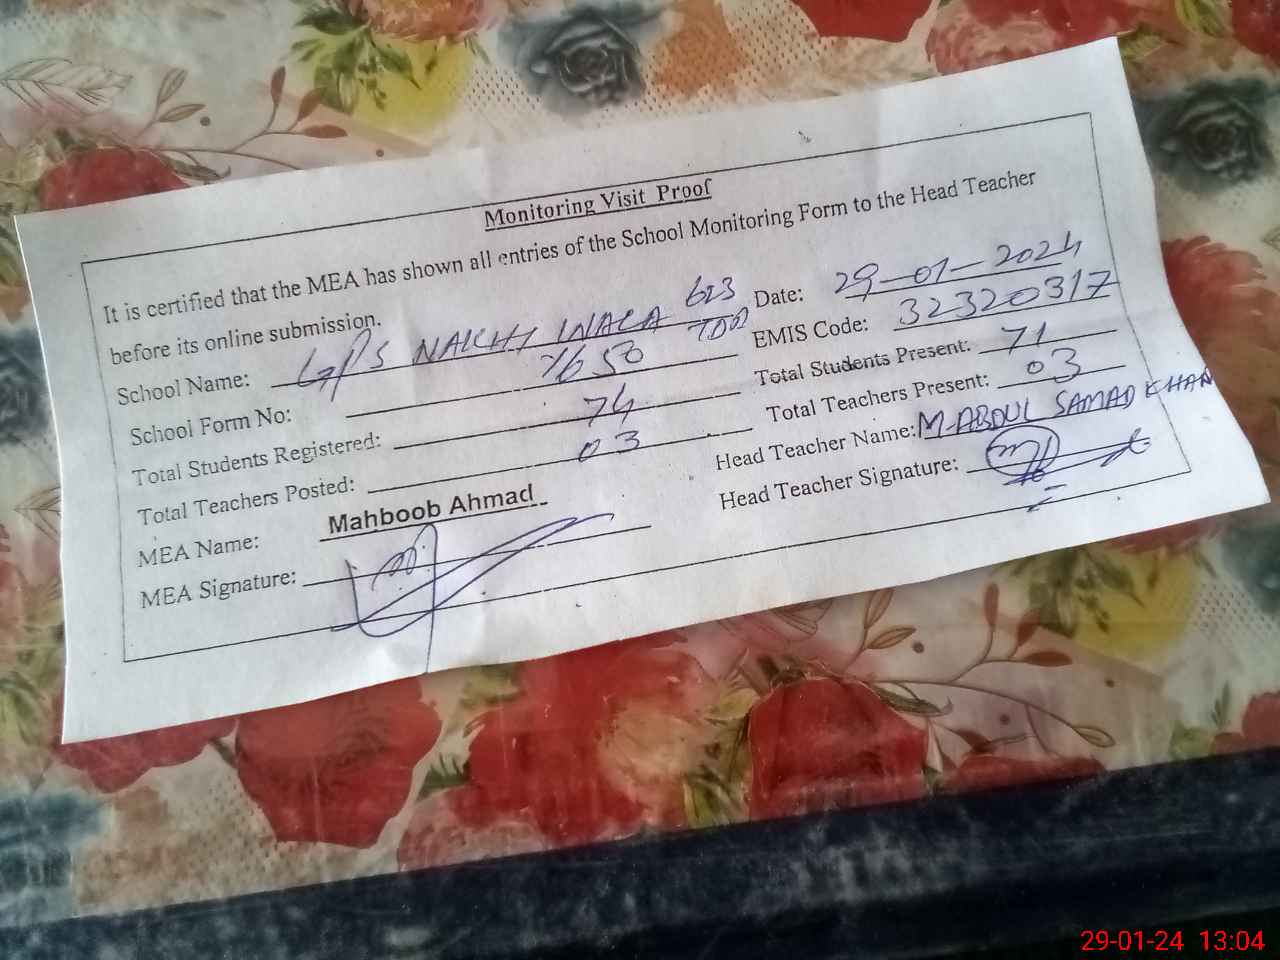 Monitoring Visit Proof
It is certified that the MEA has shown all entries of the School Monitoring Form to the Head Teacher
before its online submission.
School Name: G/PS NAKHI WALA 623 TDA
Date: 29-01-2024
School Form No: 7650
EMIS Code: 32320317
Total Students Registered: 74
Total Students Present: 71
Total Teachers Posted: 03
Total Teachers Present: 03
MEA Name: Mahboob Ahmad
Head Teacher Name: M-ABDUL SAMAD KHAN
MEA Signature:
Head Teacher Signature:
29-01-24 13:04